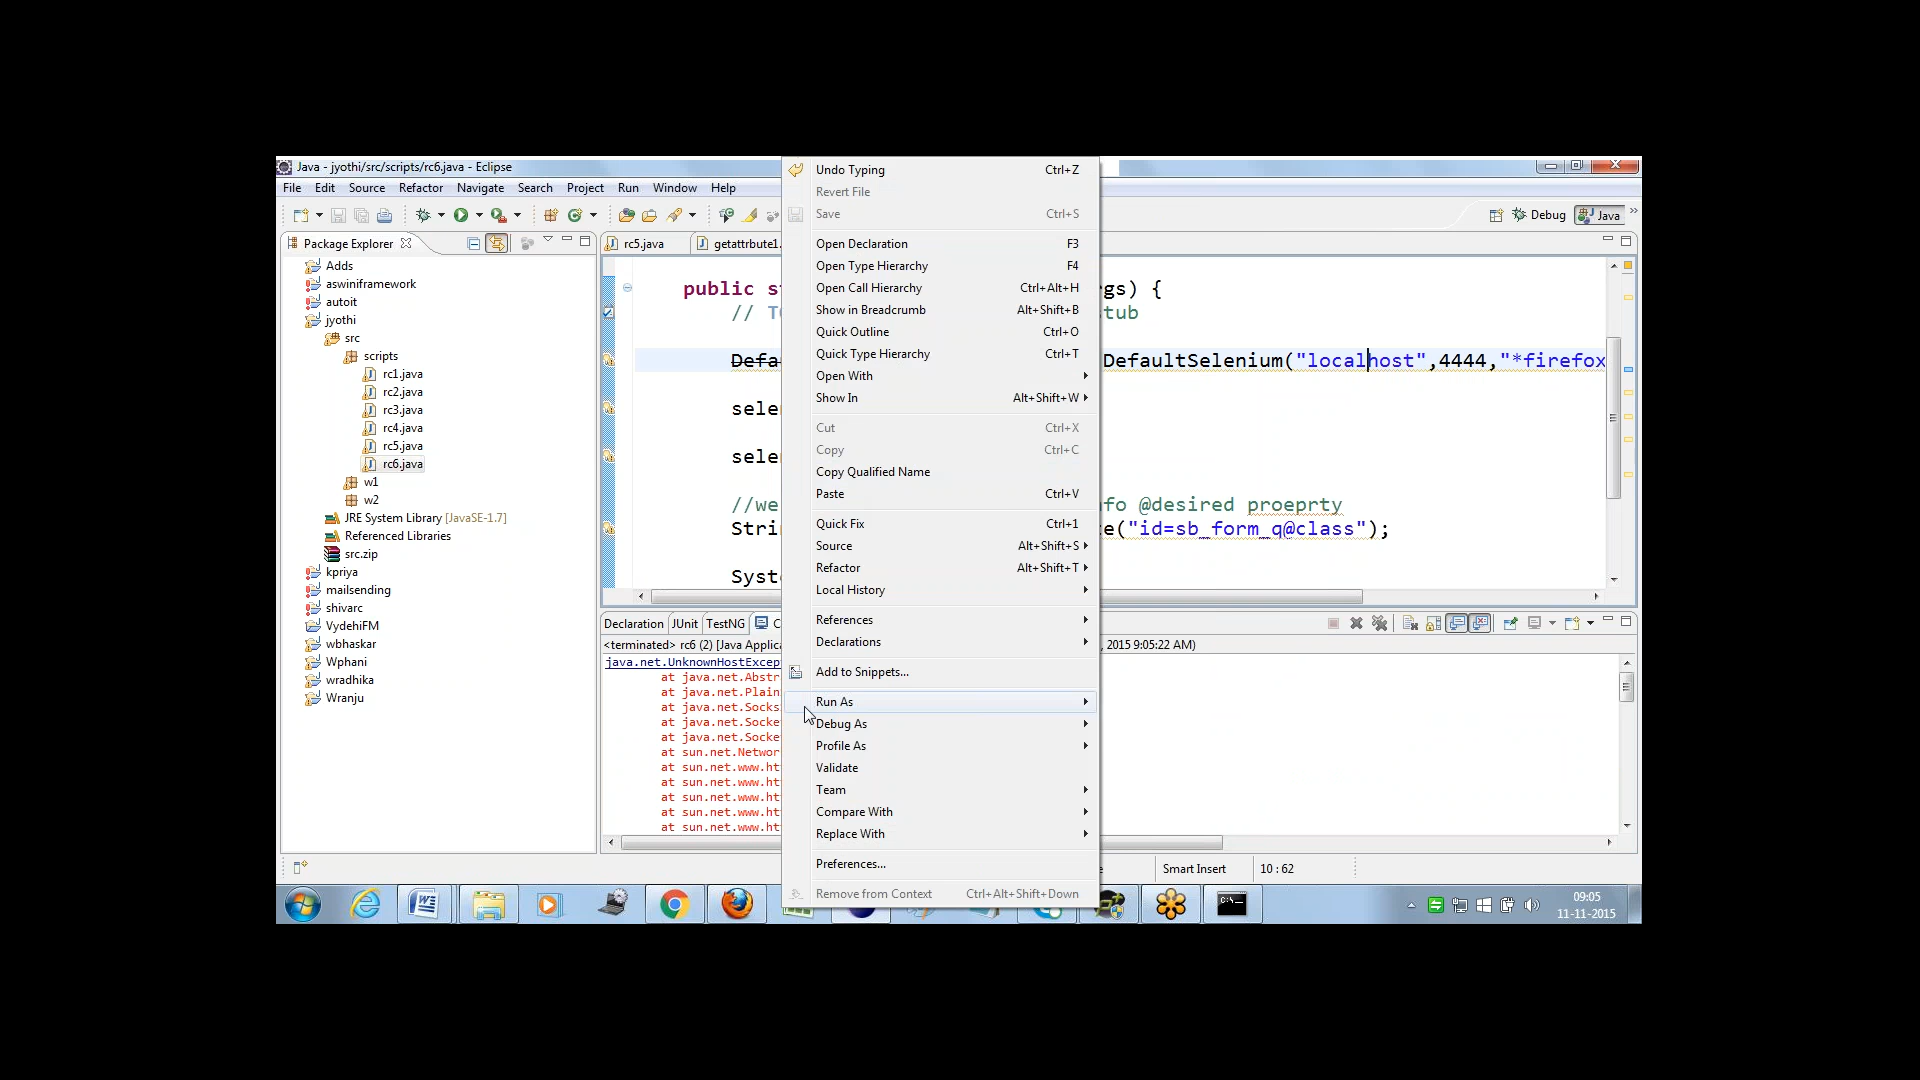 Java - jyothi/src/scripts/rc6.java - Eclipse
File Edit Source Refactor Navigate Search Project Run Window Help
Debug Java
Package Explorer
Adds
aswiniframework
autoit
jyothi
src
scripts
rc1.java
rc2.java
rc3.java
rc4.java
rc5.java
rc6.java
w1
w2
JRE System Library [JavaSE-1.7]
Referenced Libraries
src.zip
kpriya
mailsending
shivarc
VydehiFM
wbhaskar
Wphani
wradhika
Wranju
rc5.java getattrbute1.
public s gs) {
// T stub
Defa DefaultSelenium("localhost",4444,"*firefox
sele
sele
//we fo @desired proeprty
Stri e("id=sb_form_q@class");
Syst
Undo Typing Ctrl+Z
Revert File
Save Ctrl+S
Open Declaration F3
Open Type Hierarchy F4
Open Call Hierarchy Ctrl+Alt+H
Show in Breadcrumb Alt+Shift+B
Quick Outline Ctrl+O
Quick Type Hierarchy Ctrl+T
Open With
Show In Alt+Shift+W
Cut Ctrl+X
Copy Ctrl+C
Copy Qualified Name
Paste Ctrl+V
Quick Fix Ctrl+1
Source Alt+Shift+S
Refactor Alt+Shift+T
Local History
References
Declarations
Add to Snippets...
Run As
Debug As
Profile As
Validate
Team
Compare With
Replace With
Preferences...
Remove from Context Ctrl+Alt+Shift+Down
Declaration JUnit TestNG C
<terminated> rc6 (2) [Java Applica , 2015 9:05:22 AM)
java.net.UnknownHostExcep
at java.net.Abstr
at java.net.Plain
at java.net.Socks
at java.net.Socke
at java.net.Socke
at sun.net.Networ
at sun.net.www.ht
at sun.net.www.ht
at sun.net.www.ht
at sun.net.www.ht
at sun.net.www.ht
Smart Insert 10 : 62
09:05
11-11-2015